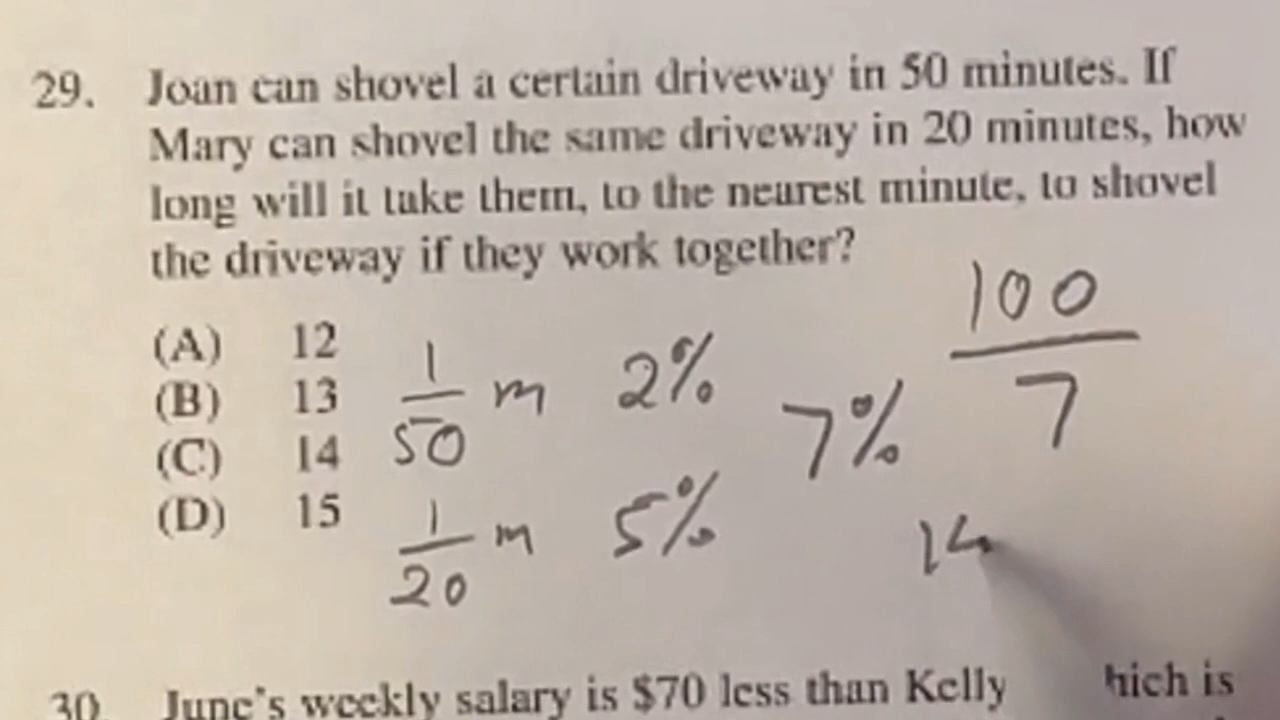 29. Joan can shovel a certain driveway in 50 minutes. If
Mary can shovel the same driveway in 20 minutes, how
long will it take them, to the nearest minute, to shovel
the driveway if they work together?
(A) 12
(B) 13
(C) 14
(D) 15
1/50 m 2%
1/20 m 5%
7%
100/7
14
30. June's weekly salary is $70 less than Kelly hich is